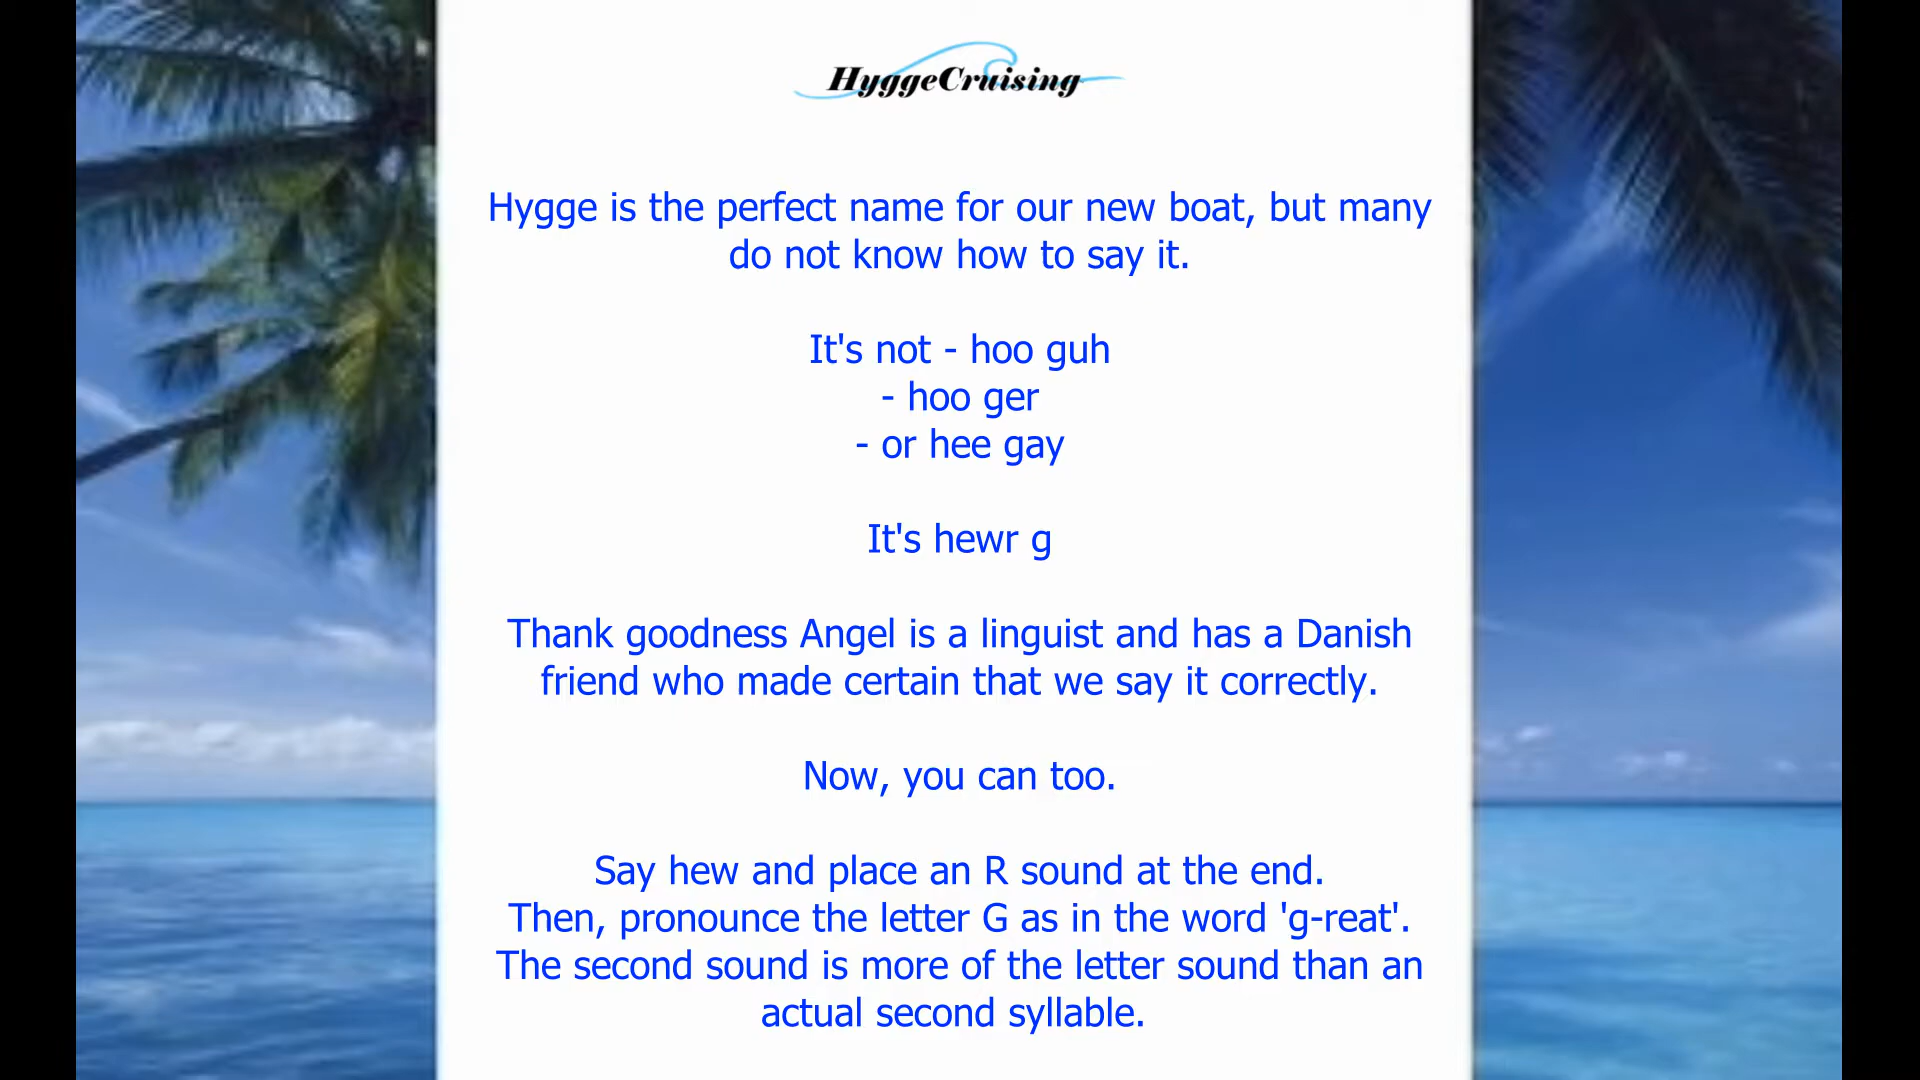 HyggeCruising
Hygge is the perfect name for our new boat, but many
do not know how to say it.
It's not - hoo guh
- hoo ger
- or hee gay
It's hewr g
Thank goodness Angel is a linguist and has a Danish
friend who made certain that we say it correctly.
Now, you can too.
Say hew and place an R sound at the end.
Then, pronounce the letter G as in the word 'g-reat'.
The second sound is more of the letter sound than an
actual second syllable.